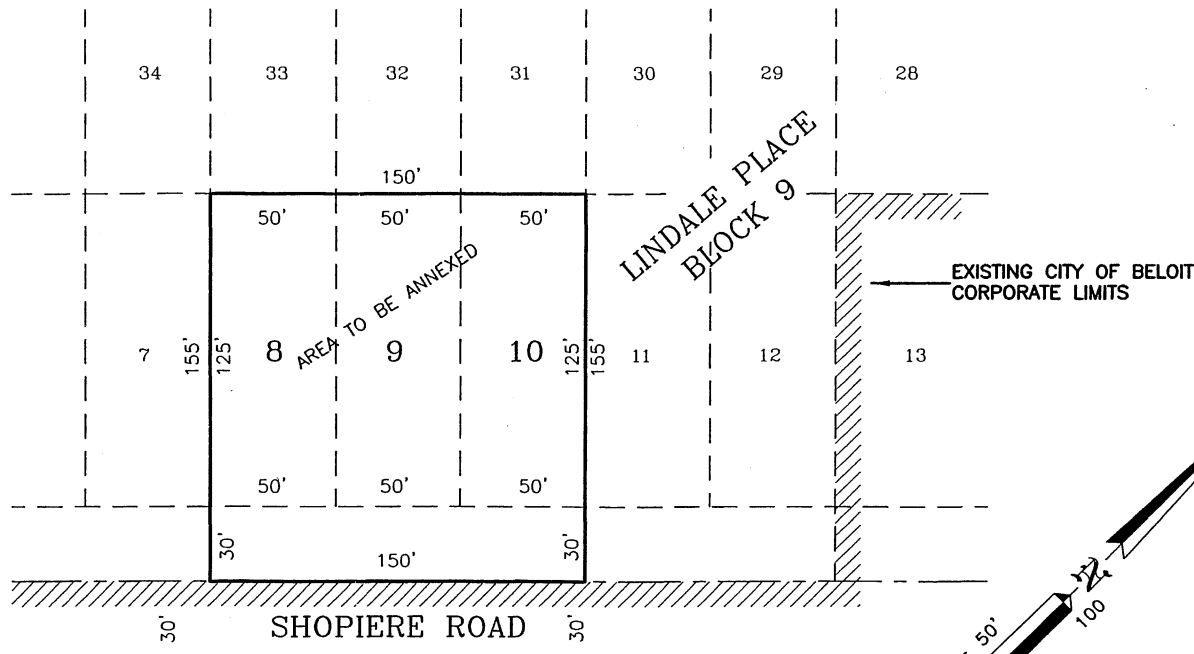 34 33 32 31 30 29 28
150'
50' 50' 50'
LINDALE PLACE
BLOCK 9
AREA TO BE ANNEXED
EXISTING CITY OF BELOIT
CORPORATE LIMITS
7 155' 125' 8 9 10 125' 155' 11 12 13
50' 50' 50'
30' 150' 30'
30' SHOPIERE ROAD 30'
N.
50' 100